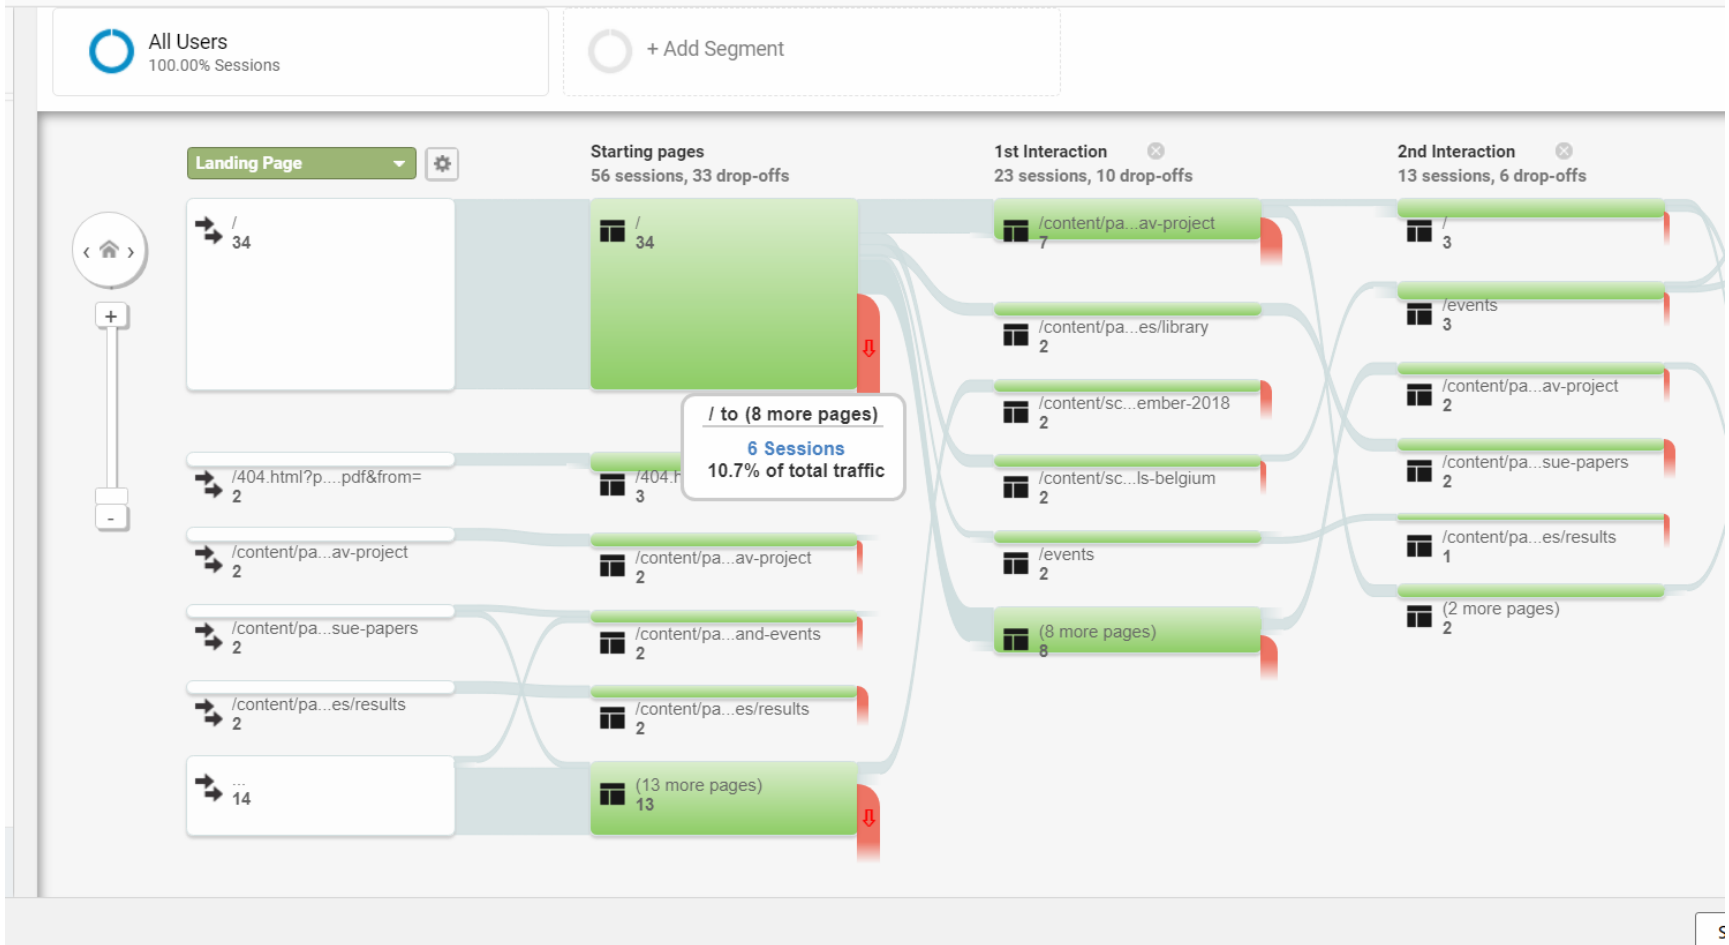 All Users
100.00% Sessions
+ Add Segment
Landing Page
Starting pages
56 sessions, 33 drop-offs
1st Interaction
23 sessions, 10 drop-offs
2nd Interaction
13 sessions, 6 drop-offs
/
34
/404.html?p....pdf&from=
2
/content/pa...av-project
2
/content/pa...sue-papers
2
/content/pa...es/results
2
...
14
/
34
/ to (8 more pages)
6 Sessions
10.7% of total traffic
/404.h
3
/content/pa...av-project
2
/content/pa...and-events
2
/content/pa...es/results
2
(13 more pages)
13
/content/pa...av-project
7
/content/pa...es/library
2
/content/sc...ember-2018
2
/content/sc...ls-belgium
2
/events
2
(8 more pages)
8
/
3
/events
3
/content/pa...av-project
2
/content/pa...sue-papers
2
/content/pa...es/results
1
(2 more pages)
2
+
-